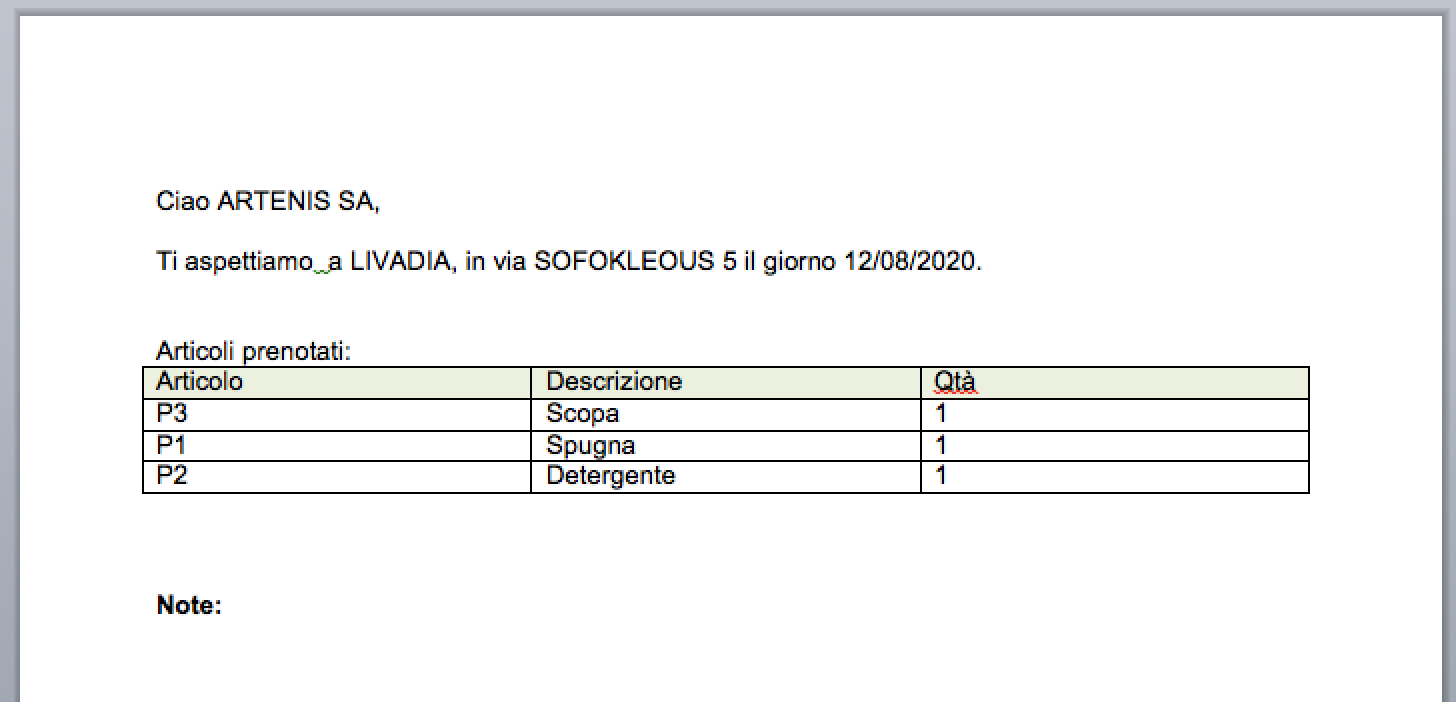 Ciao ARTENIS SA,
Ti aspettiamo  a LIVADIA, in via SOFOKLEOUS 5 il giorno 12/08/2020.
Articoli prenotati:
Articolo Descrizione Qtà
P3 Scopa 1
P1 Spugna 1
P2 Detergente 1
Note: